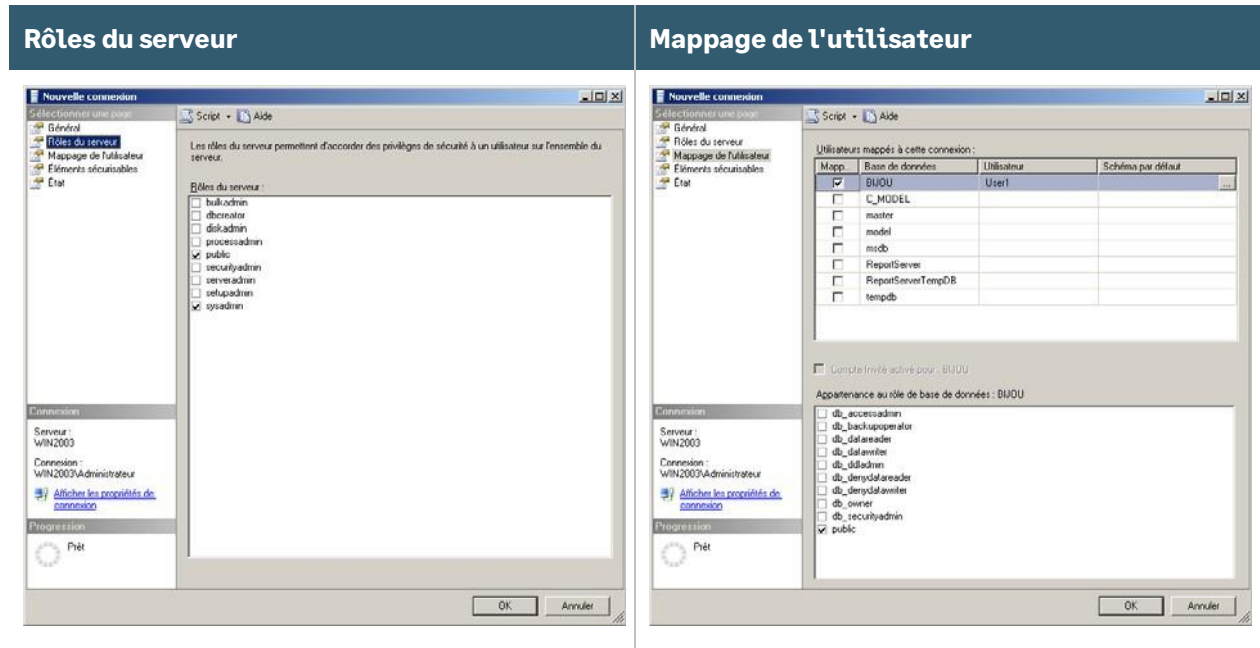 Rôles du serveur
Nouvelle connexion
Sélectionner une page
Général
Rôles du serveur
Mappage de l'utilisateur
Éléments sécurisables
État
Script
Aide
Les rôles du serveur permettent d'accorder des privilèges de sécurité à un utilisateur sur l'ensemble du
serveur.
Rôles du serveur :
bulkadmin
dbcreator
diskadmin
processadmin
public
securityadmin
serveradmin
setupadmin
sysadmin
Connexion
Serveur :
WIN2003
Connexion :
WIN2003\Administrateur
Afficher les propriétés de
connexion
Progression
Prêt
OK
Annuler
Mappage de l'utilisateur
Nouvelle connexion
Sélectionner une page
Général
Rôles du serveur
Mappage de l'utilisateur
Éléments sécurisables
État
Script
Aide
Utilisateurs mappés à cette connexion :
Mapp... Base de données Utilisateur Schéma par défaut
BIJOU User1 ...
C_MODEL
master
model
msdb
ReportServer
ReportServerTempDB
tempdb
Compte Invité activé pour : BIJOU
Appartenance au rôle de base de données : BIJOU
db_accessadmin
db_backupoperator
db_datareader
db_datawriter
db_ddladmin
db_denydatareader
db_denydatawriter
db_owner
db_securityadmin
public
Connexion
Serveur :
WIN2003
Connexion :
WIN2003\Administrateur
Afficher les propriétés de
connexion
Progression
Prêt
OK
Annuler